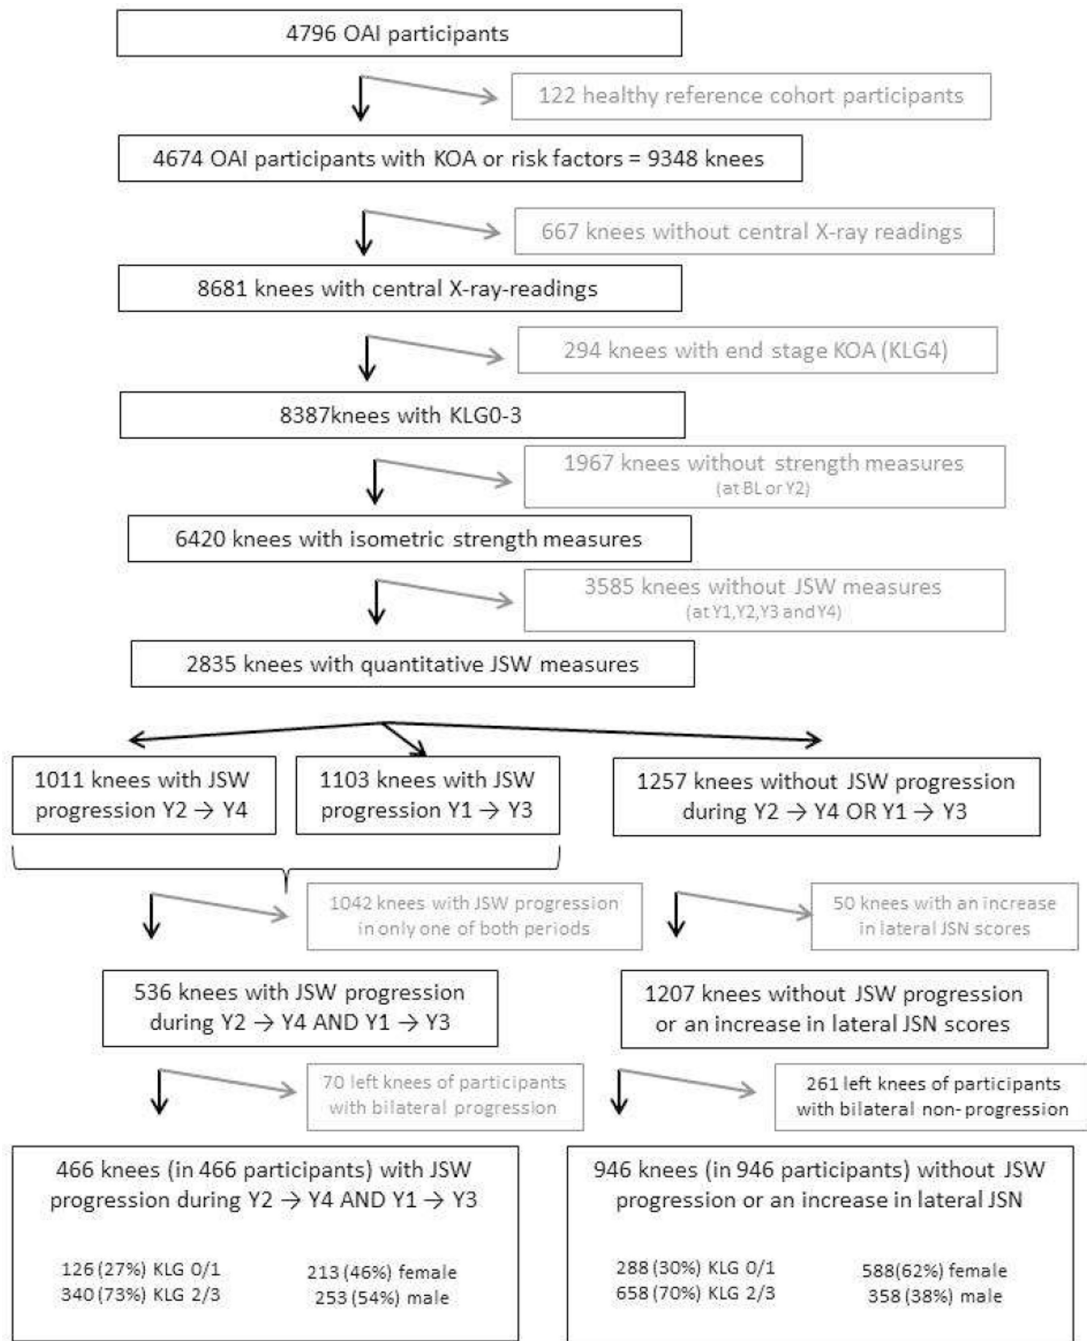 4796 OAI participants
122 healthy reference cohort participants
4674 OAI participants with KOA or risk factors = 9348 knees
667 knees without central X-ray readings
8681 knees with central X-ray-readings
294 knees with end stage KOA (KLG4)
8387knees with KLG0-3
1967 knees without strength measures
(at BL or Y2)
6420 knees with isometric strength measures
3585 knees without JSW measures
(at Y1,Y2,Y3 and Y4)
2835 knees with quantitative JSW measures
1011 knees with JSW
progression Y2 → Y4
1103 knees with JSW
progression Y1 → Y3
1257 knees without JSW progression
during Y2 → Y4 OR Y1 → Y3
1042 knees with JSW progression
in only one of both periods
50 knees with an increase
in lateral JSN scores
536 knees with JSW progression
during Y2 → Y4 AND Y1 → Y3
1207 knees without JSW progression
or an increase in lateral JSN scores
70 left knees of participants
with bilateral progression
261 left knees of participants
with bilateral non- progression
466 knees (in 466 participants) with JSW
progression during Y2 → Y4 AND Y1 → Y3
126 (27%) KLG 0/1
340 (73%) KLG 2/3
213 (46%) female
253 (54%) male
946 knees (in 946 participants) without JSW
progression or an increase in lateral JSN
288 (30%) KLG 0/1
658 (70%) KLG 2/3
588(62%) female
358 (38%) male